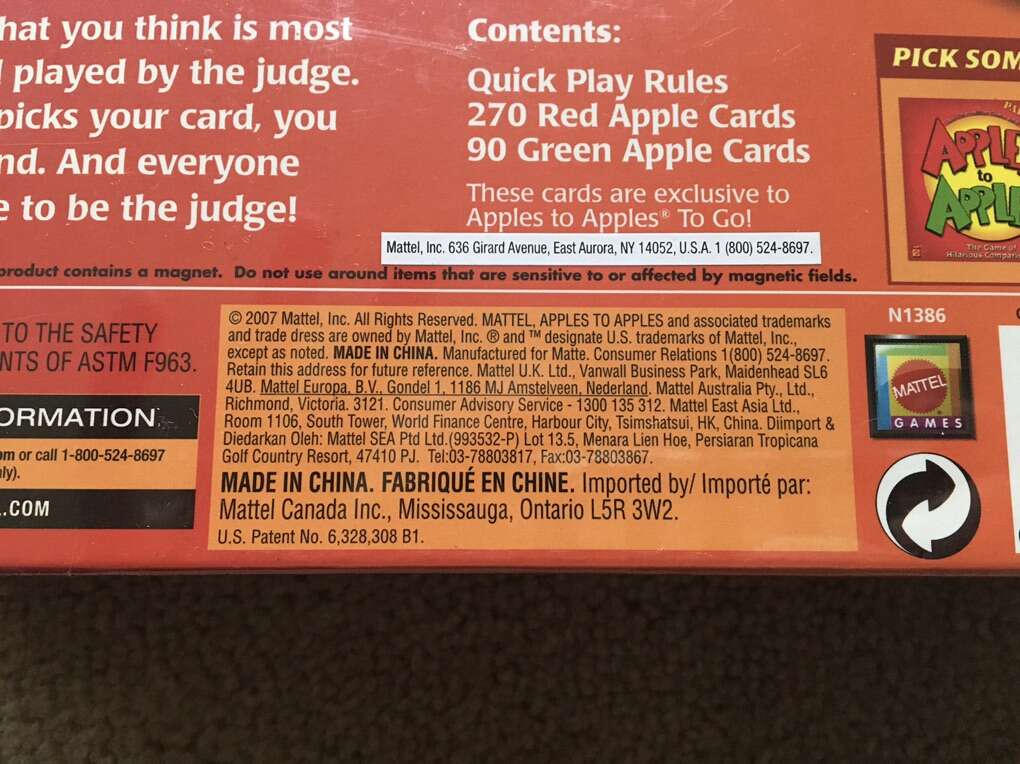 hat you think is most
played by the judge.
picks your card, you
nd. And everyone
e to be the judge!
Contents:
Quick Play Rules
270 Red Apple Cards
90 Green Apple Cards
These cards are exclusive to
Apples to Apples® To Go!
PICK SOM
APPLE
to
APPL
The Game of
Hilarious Compari
Mattel, Inc. 636 Girard Avenue, East Aurora, NY 14052, U.S.A. 1 (800) 524-8697.
product contains a magnet. Do not use around items that are sensitive to or affected by magnetic fields.
TO THE SAFETY
NTS OF ASTM F963.
ORMATION
om or call 1-800-524-8697
ly).
.COM
© 2007 Mattel, Inc. All Rights Reserved. MATTEL, APPLES TO APPLES and associated trademarks
and trade dress are owned by Mattel, Inc. ® and ™ designate U.S. trademarks of Mattel, Inc.,
except as noted. MADE IN CHINA. Manufactured for Matte. Consumer Relations 1(800) 524-8697.
Retain this address for future reference. Mattel U.K. Ltd., Vanwall Business Park, Maidenhead SL6
4UB. Mattel Europa, B.V., Gondel 1, 1186 MJ Amstelveen, Nederland. Mattel Australia Pty., Ltd.,
Richmond, Victoria. 3121. Consumer Advisory Service - 1300 135 312. Mattel East Asia Ltd.,
Room 1106, South Tower, World Finance Centre, Harbour City, Tsimshatsui, HK, China. Diimport &
Diedarkan Oleh: Mattel SEA Ptd Ltd.(993532-P) Lot 13.5, Menara Lien Hoe, Persiaran Tropicana
Golf Country Resort, 47410 PJ. Tel:03-78803817, Fax:03-78803867.
MADE IN CHINA. FABRIQUÉ EN CHINE. Imported by/ Importé par:
Mattel Canada Inc., Mississauga, Ontario L5R 3W2.
U.S. Patent No. 6,328,308 B1.
N1386
MATTEL
GAMES